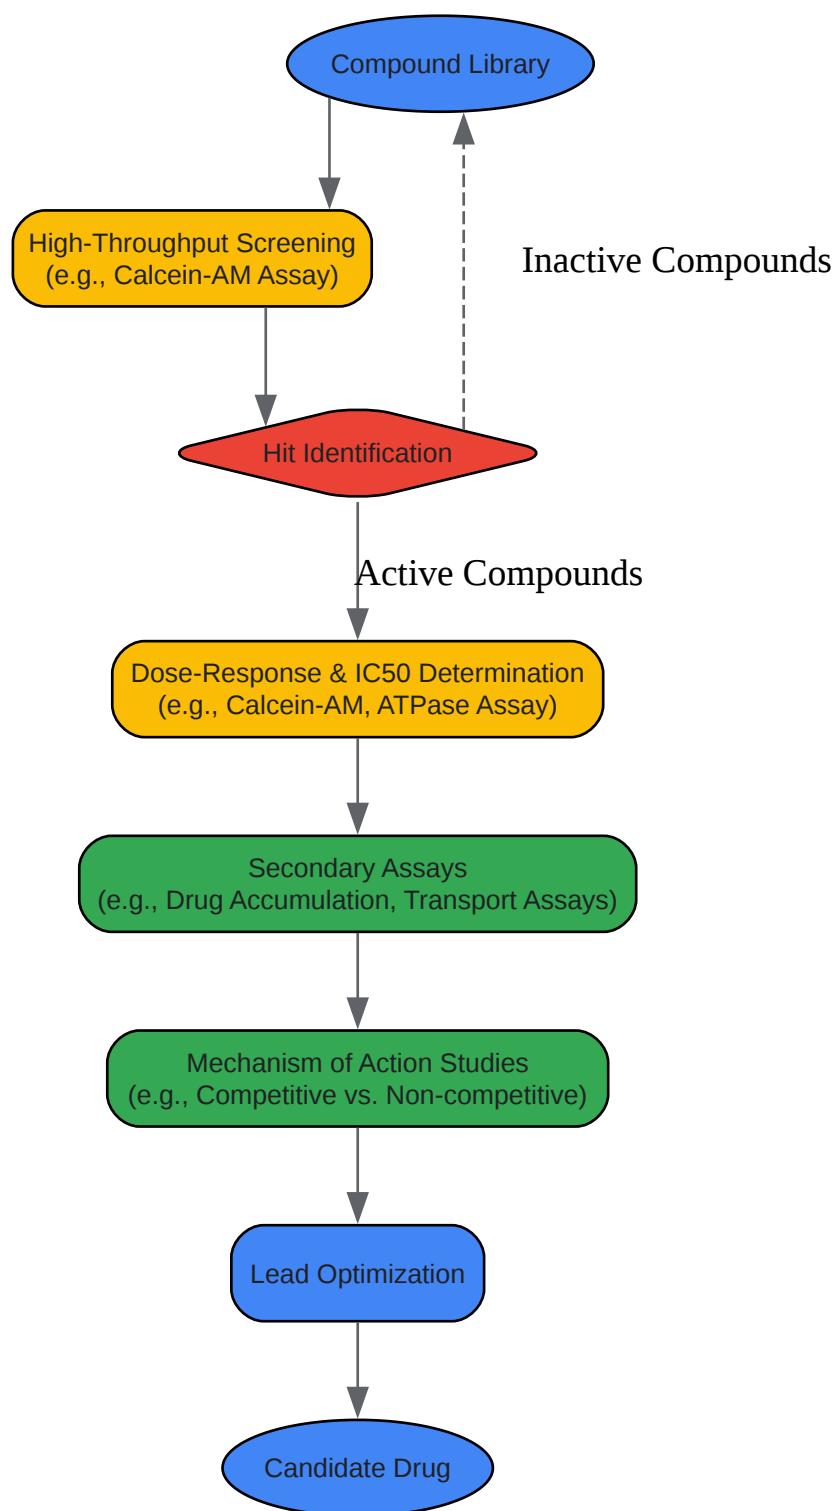 Compound Library
High-Throughput Screening
(e.g., Calcein-AM Assay)
Inactive Compounds
Hit Identification
Active Compounds
Dose-Response & IC50 Determination
(e.g., Calcein-AM, ATPase Assay)
Secondary Assays
(e.g., Drug Accumulation, Transport Assays)
Mechanism of Action Studies
(e.g., Competitive vs. Non-competitive)
Lead Optimization
Candidate Drug